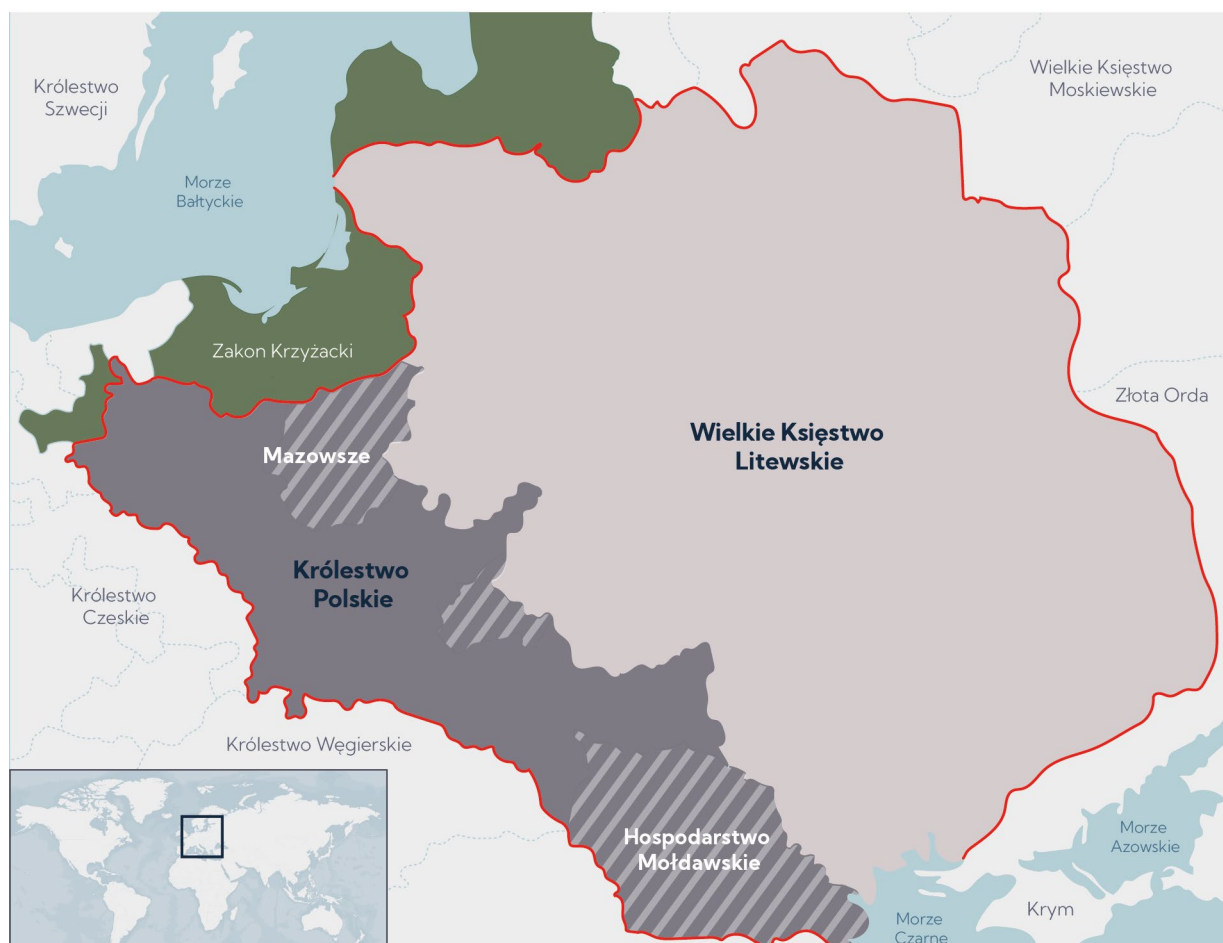 Królestwo
Szwecji
Wielkie Księstwo
Moskiewskie
Morze
Bałtyckie
Zakon Krzyżacki
Złota Orda
Mazowsze
Wielkie Księstwo
Litewskie
Królestwo
Polskie
Królestwo
Czeskie
Królestwo Węgierskie
Hospodarstwo
Mołdawskie
Morze
Azowskie
Krym
Morze
Czarne